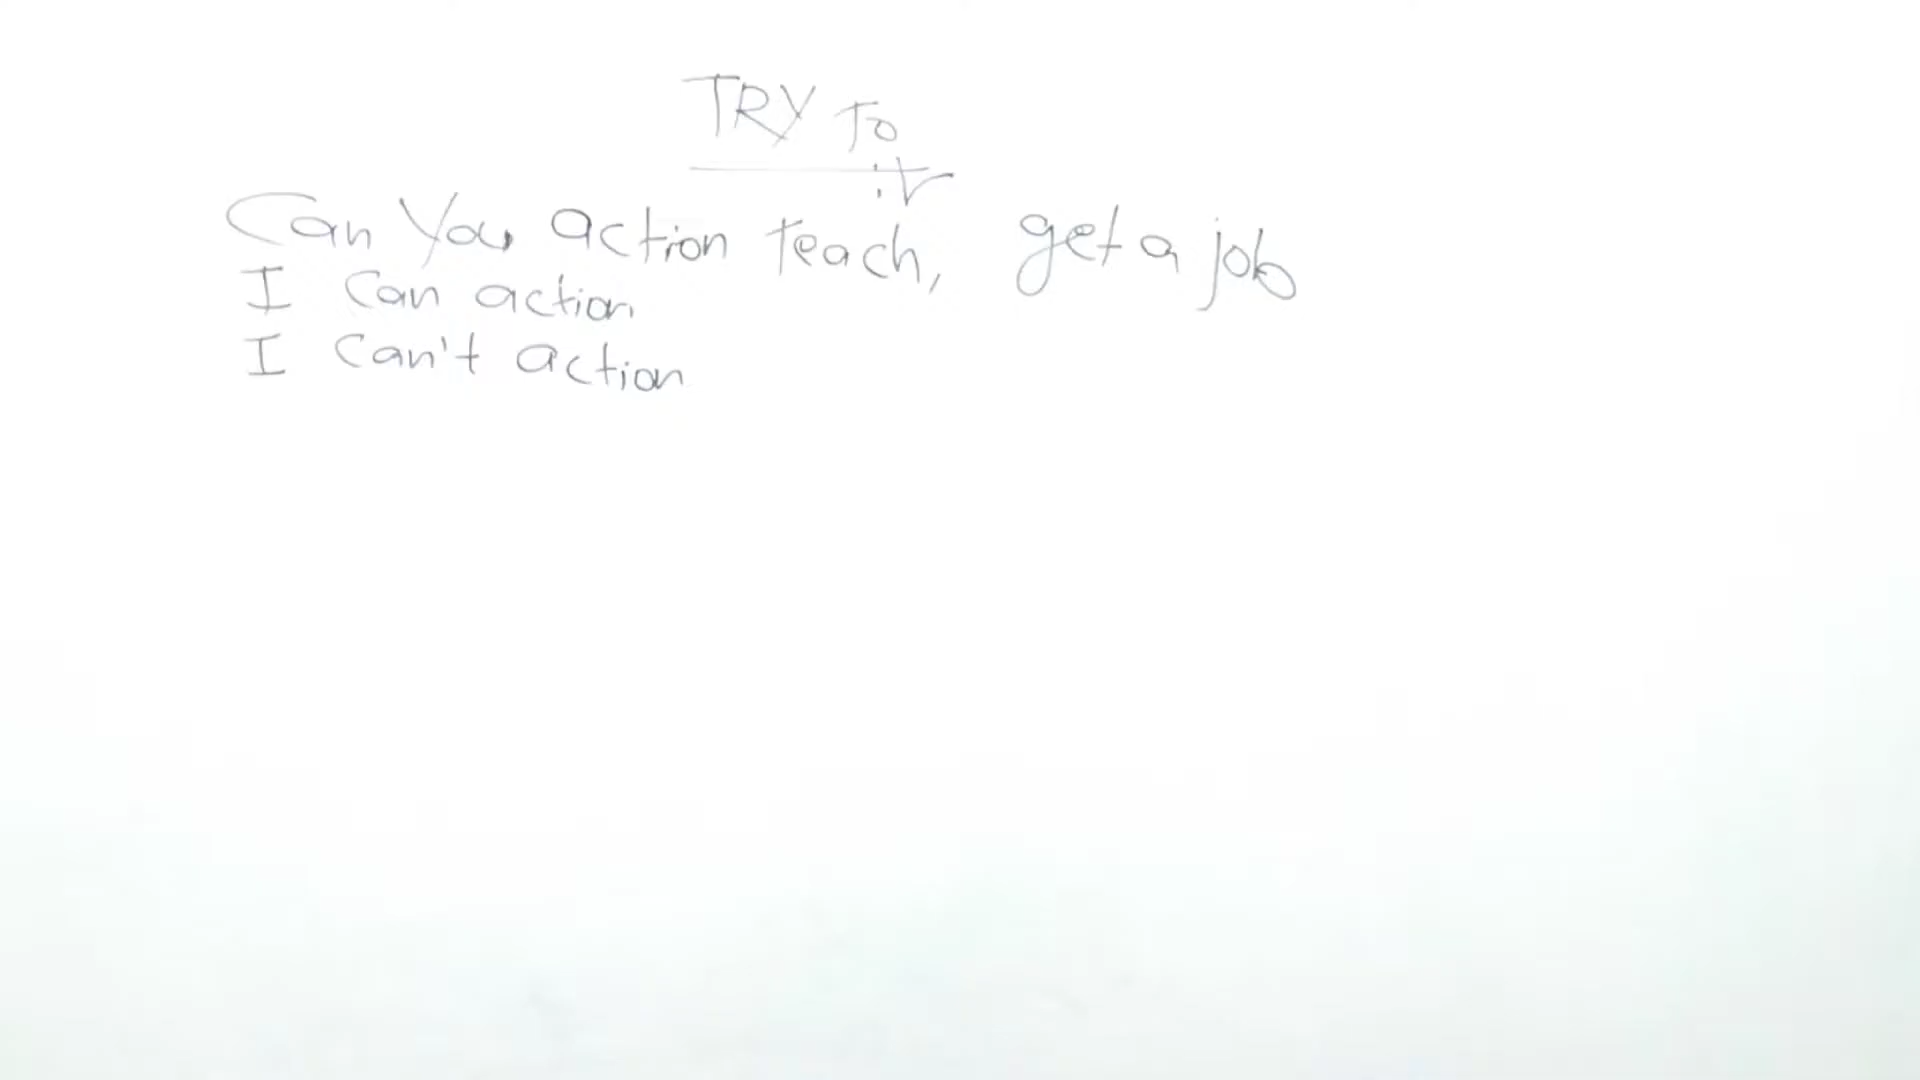 TRY To
: V
Can You action teach, get a job
I Can action
I Can't action